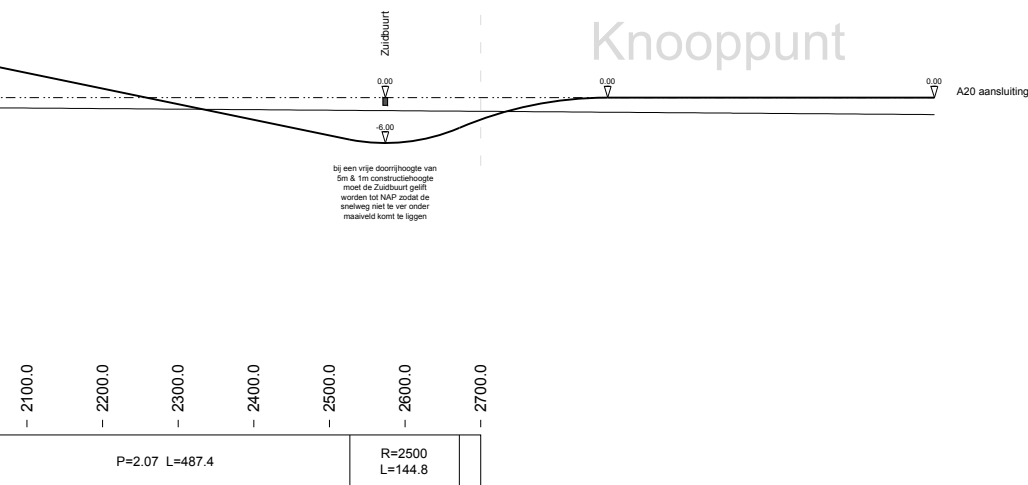 Zuidbuurt
Knooppunt
0.00
0.00
0.00
A20 aansluiting
-6.00
bij een vrije doorrijhoogte van
5m & 1m constructiehoogte
moet de Zuidbuurt gelift
worden tot NAP zodat de
snelweg niet te ver onder
maaiveld komt te liggen
2100.0
2200.0
2300.0
2400.0
2500.0
2600.0
2700.0
P=2.07 L=487.4
R=2500
L=144.8